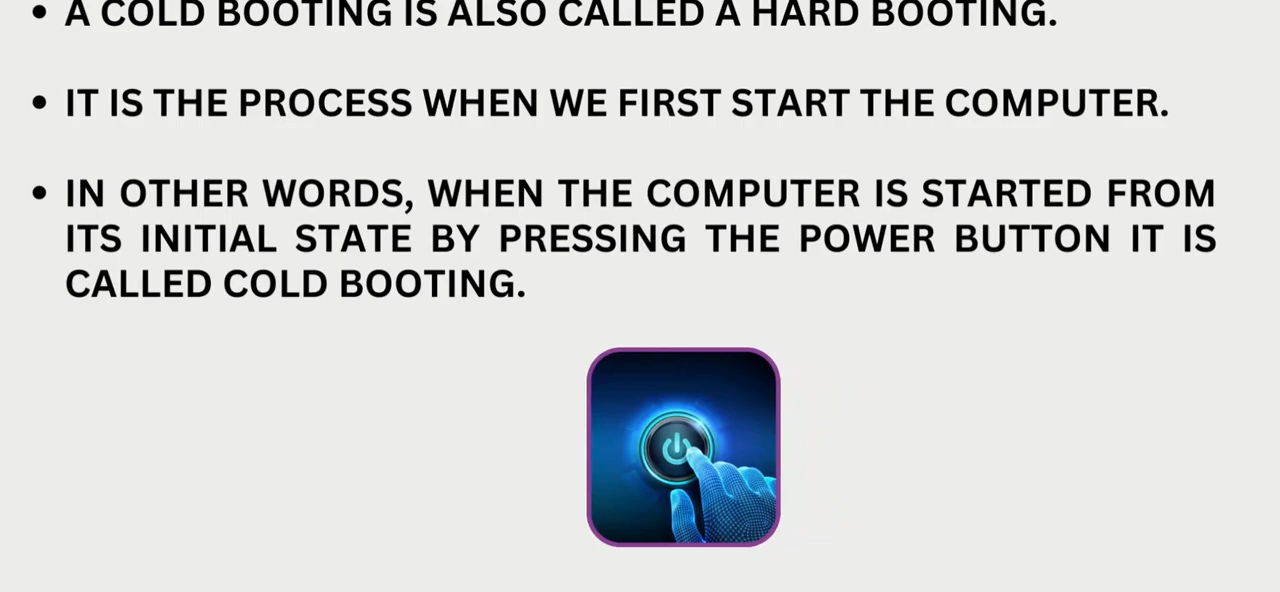 • A COLD BOOTING IS ALSO CALLED A HARD BOOTING.
• IT IS THE PROCESS WHEN WE FIRST START THE COMPUTER.
• IN OTHER WORDS, WHEN THE COMPUTER IS STARTED FROM
ITS INITIAL STATE BY PRESSING THE POWER BUTTON IT IS
CALLED COLD BOOTING.